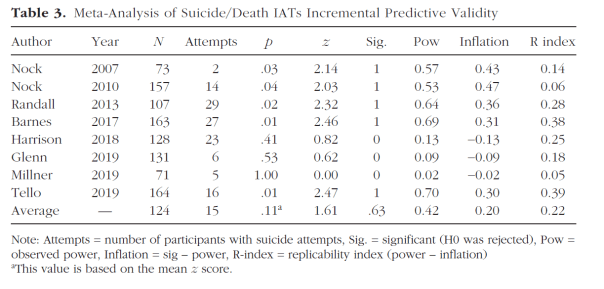 Table 3. Meta-Analysis of Suicide/Death IATs Incremental Predictive Validity
Author Year N Attempts p z Sig. Pow Inflation R index
Nock 2007 73 2 .03 2.14 1 0.57 0.43 0.14
Nock 2010 157 14 .04 2.03 1 0.53 0.47 0.06
Randall 2013 107 29 .02 2.32 1 0.64 0.36 0.28
Barnes 2017 163 27 .01 2.46 1 0.69 0.31 0.38
Harrison 2018 128 23 .41 0.82 0 0.13 −0.13 0.25
Glenn 2019 131 6 .53 0.62 0 0.09 −0.09 0.18
Millner 2019 71 5 1.00 0.00 0 0.02 −0.02 0.05
Tello 2019 164 16 .01 2.47 1 0.70 0.30 0.39
Average — 124 15 .11a 1.61 .63 0.42 0.20 0.22
Note: Attempts = number of participants with suicide attempts, Sig. = significant (H0 was rejected), Pow =
observed power, Inflation = sig – power, R-index = replicability index (power – inflation)
aThis value is based on the mean z score.